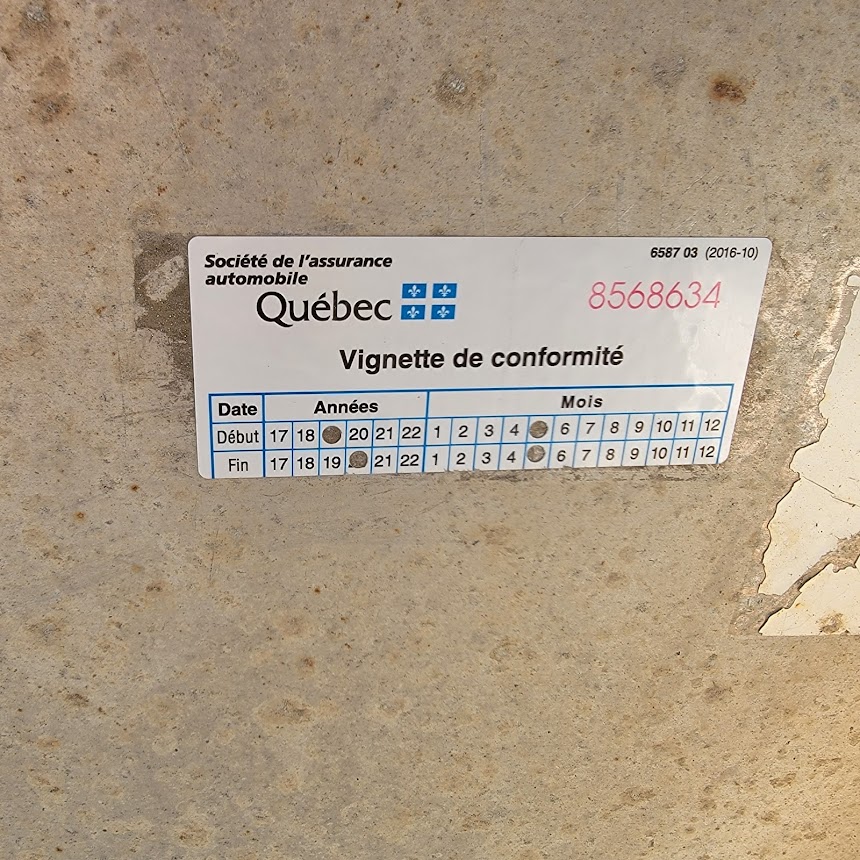 Société de l'assurance
automobile
Québec
6587 03 (2016-10)
8568634
Vignette de conformité
Date Années Mois
Début 17 18 20 21 22 1 2 3 4 6 7 8 9 10 11 12
Fin 17 18 19 21 22 1 2 3 4 6 7 8 9 10 11 12